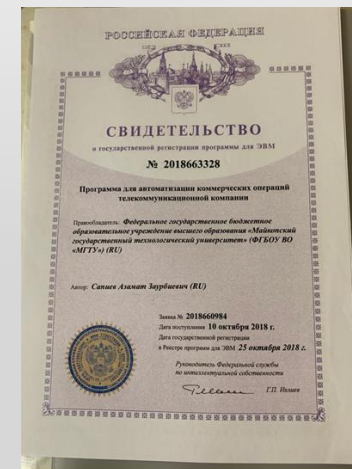 РОССИЙСКАЯ ФЕДЕРАЦИЯ
СВИДЕТЕЛЬСТВО
о государственной регистрации программы для ЭВМ
№ 2018663328
Программа для автоматизации коммерческих операций
телекоммуникационной компании
Правообладатель: Федеральное государственное бюджетное
образовательное учреждение высшего образования «Майкопский
государственный технологический университет» (ФГБОУ ВО
«МГТУ») (RU)
Автор: Сапиев Азамат Заурбиевич (RU)
Заявка № 2018660984
Дата поступления 10 октября 2018 г.
Дата государственной регистрации
в Реестре программ для ЭВМ 25 октября 2018 г.
Руководитель Федеральной службы
по интеллектуальной собственности
Г.П. Ивлиев